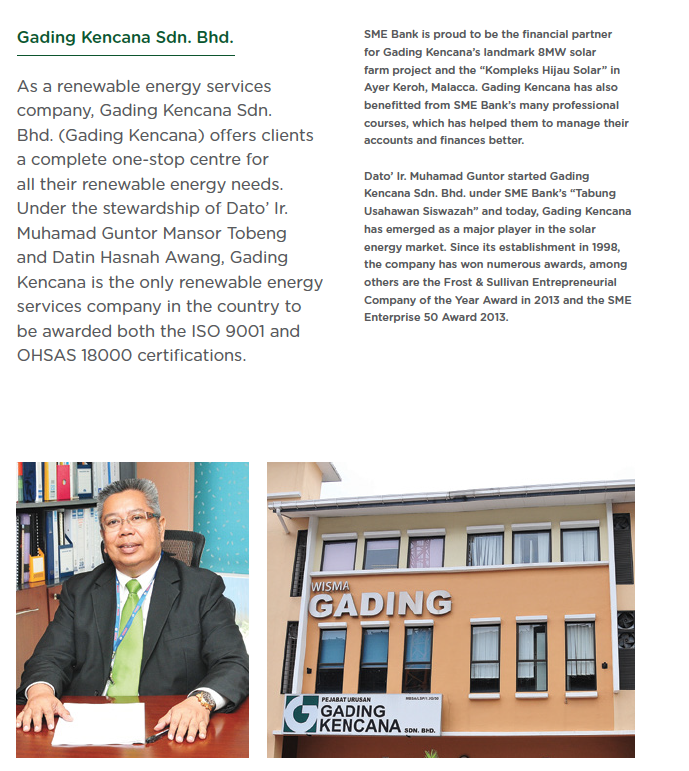 Gading Kencana Sdn. Bhd.
As a renewable energy services
company, Gading Kencana Sdn.
Bhd. (Gading Kencana) offers clients
a complete one-stop centre for
all their renewable energy needs.
Under the stewardship of Dato’ Ir.
Muhamad Guntor Mansor Tobeng
and Datin Hasnah Awang, Gading
Kencana is the only renewable energy
services company in the country to
be awarded both the ISO 9001 and
OHSAS 18000 certifications.
SME Bank is proud to be the financial partner
for Gading Kencana’s landmark 8MW solar
farm project and the “Kompleks Hijau Solar” in
Ayer Keroh, Malacca. Gading Kencana has also
benefitted from SME Bank’s many professional
courses, which has helped them to manage their
accounts and finances better.
Dato’ Ir. Muhamad Guntor started Gading
Kencana Sdn. Bhd. under SME Bank’s “Tabung
Usahawan Siswazah” and today, Gading Kencana
has emerged as a major player in the solar
energy market. Since its establishment in 1998,
the company has won numerous awards, among
others are the Frost & Sullivan Entrepreneurial
Company of the Year Award in 2013 and the SME
Enterprise 50 Award 2013.
WISMA
GADING
PEJABAT URUSAN
GADING
KENCANA SDN. BHD.